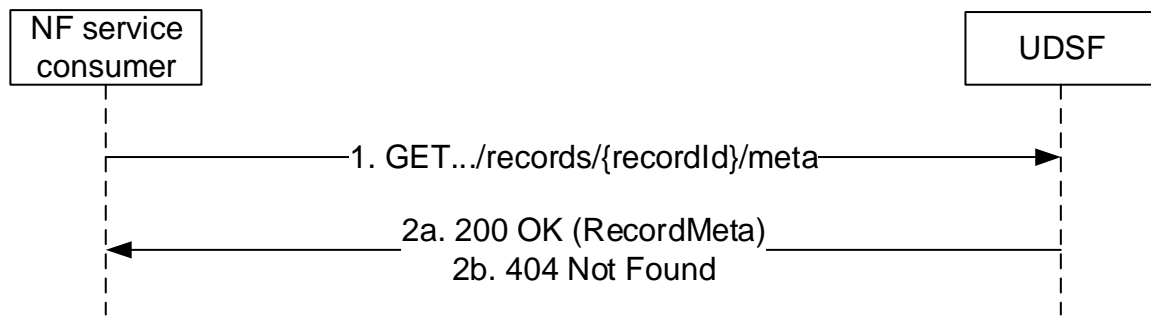 NF service
consumer
UDSF
1. GET.../records/{recordId}/meta
2a. 200 OK (RecordMeta)
2b. 404 Not Found